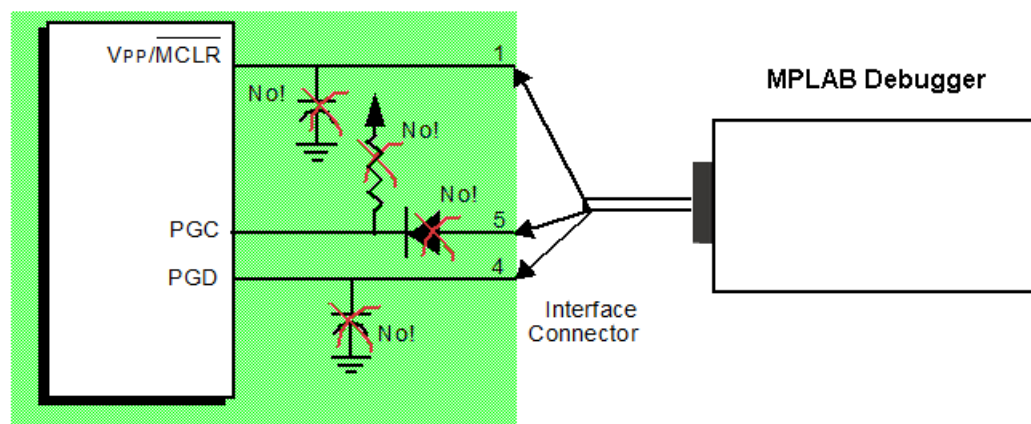 VPP/MCLR
1
MPLAB Debugger
No!
No!
No!
PGC
5
PGD
4
Interface
Connector
No!